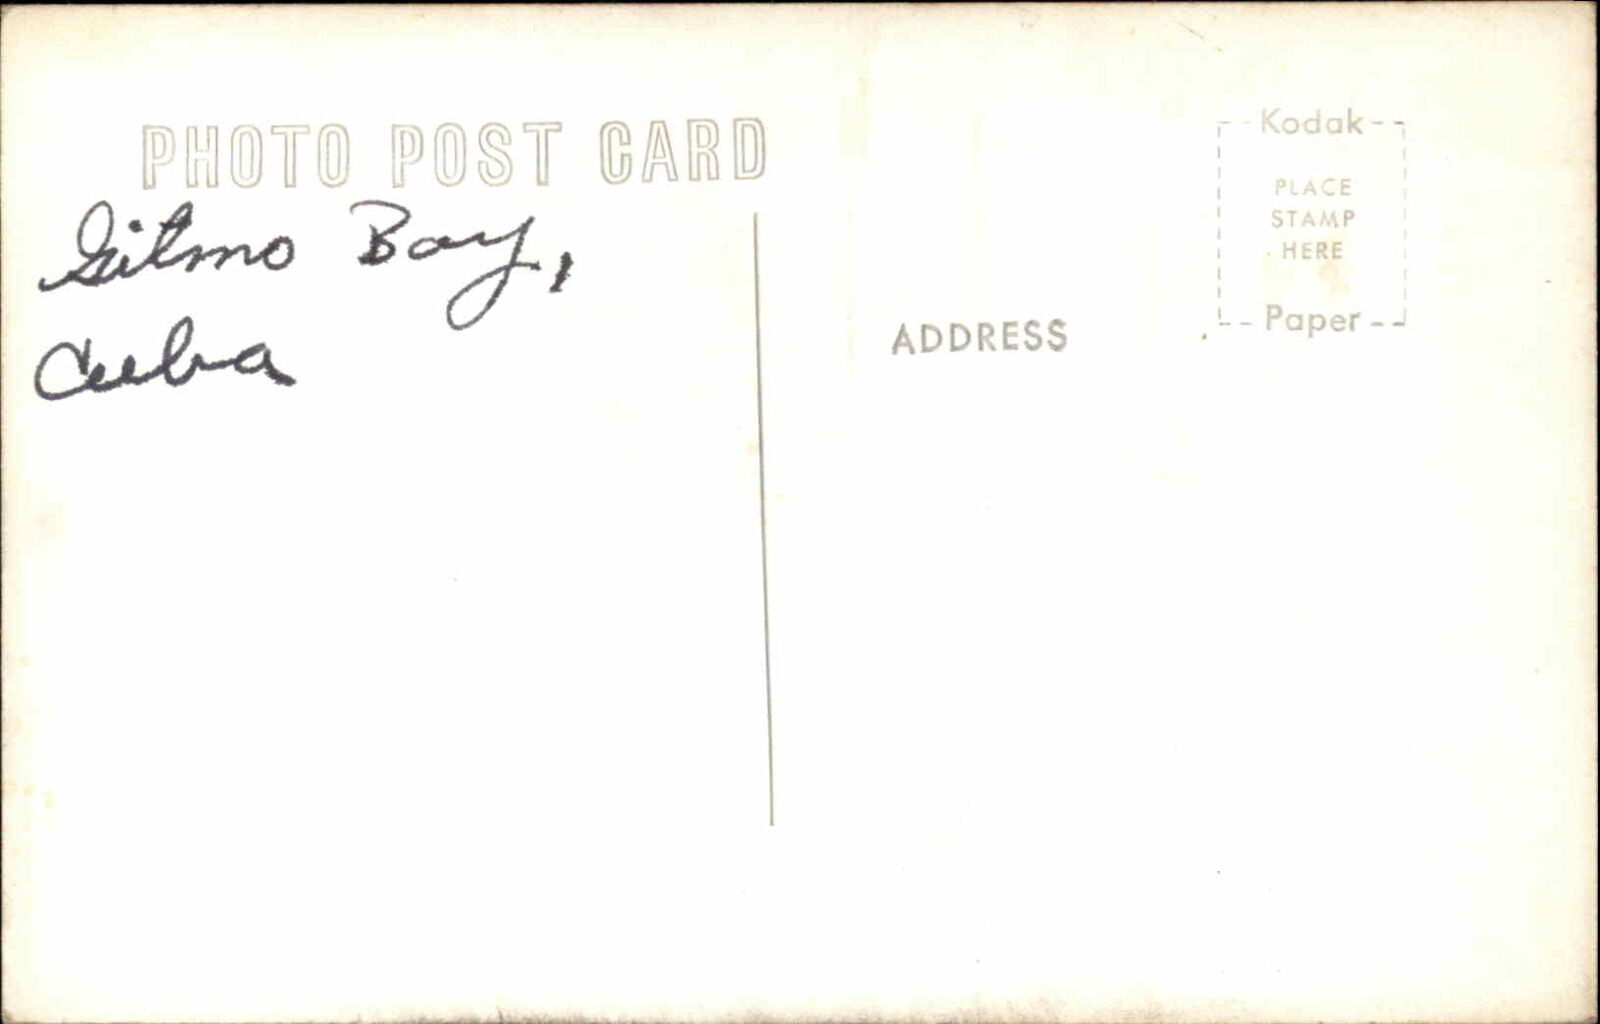 PHOTO POST CARD
Gitmo Bay,
Cuba
ADDRESS
Kodak
PLACE
STAMP
HERE
Paper